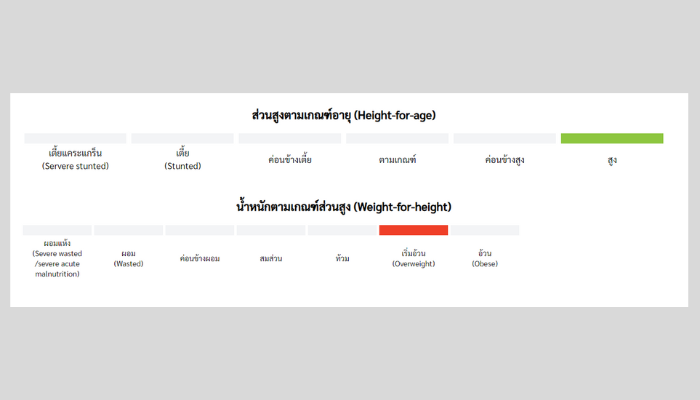 ส่วนสูงตามเกณฑ์อายุ (Height-for-age)
เตี้ยแคระแกร็น
(Servere stunted)
เตี้ย
(Stunted)
ค่อนข้างเตี้ย
ตามเกณฑ์
ค่อนข้างสูง
สูง
น้ำหนักตามเกณฑ์ส่วนสูง (Weight-for-height)
ผอมแห้ง
(Severe wasted
/severe acute
malnutrition)
ผอม
(Wasted)
ค่อนข้างผอม
สมส่วน
ท้วม
เริ่มอ้วน
(Overweight)
อ้วน
(Obese)